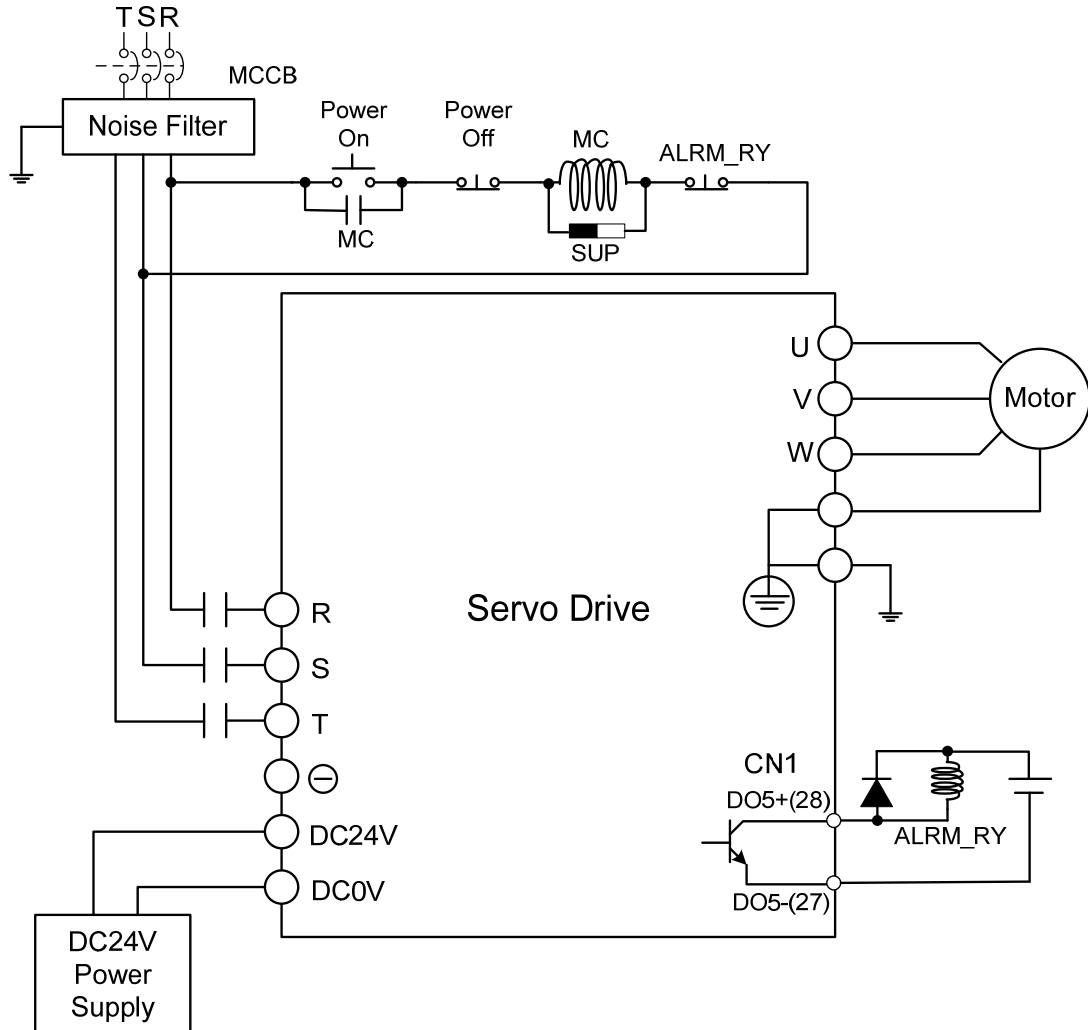 T S R
MCCB
Noise Filter
Power
On
Power
Off
MC
ALRM_RY
MC
SUP
U
V
W
Motor
Servo Drive
R
S
T
DC24V
DC0V
CN1
DO5+(28)
ALRM_RY
DO5-(27)
DC24V
Power
Supply